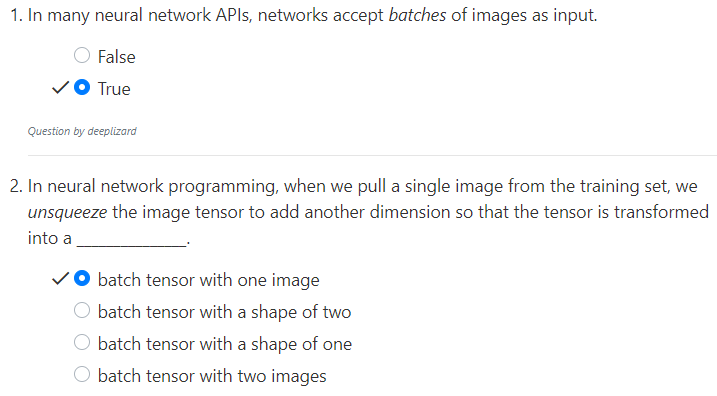 1. In many neural network APIs, networks accept batches of images as input.
False
True
Question by deeplizard
2. In neural network programming, when we pull a single image from the training set, we
unsqueeze the image tensor to add another dimension so that the tensor is transformed
into a ______________.
batch tensor with one image
batch tensor with a shape of two
batch tensor with a shape of one
batch tensor with two images